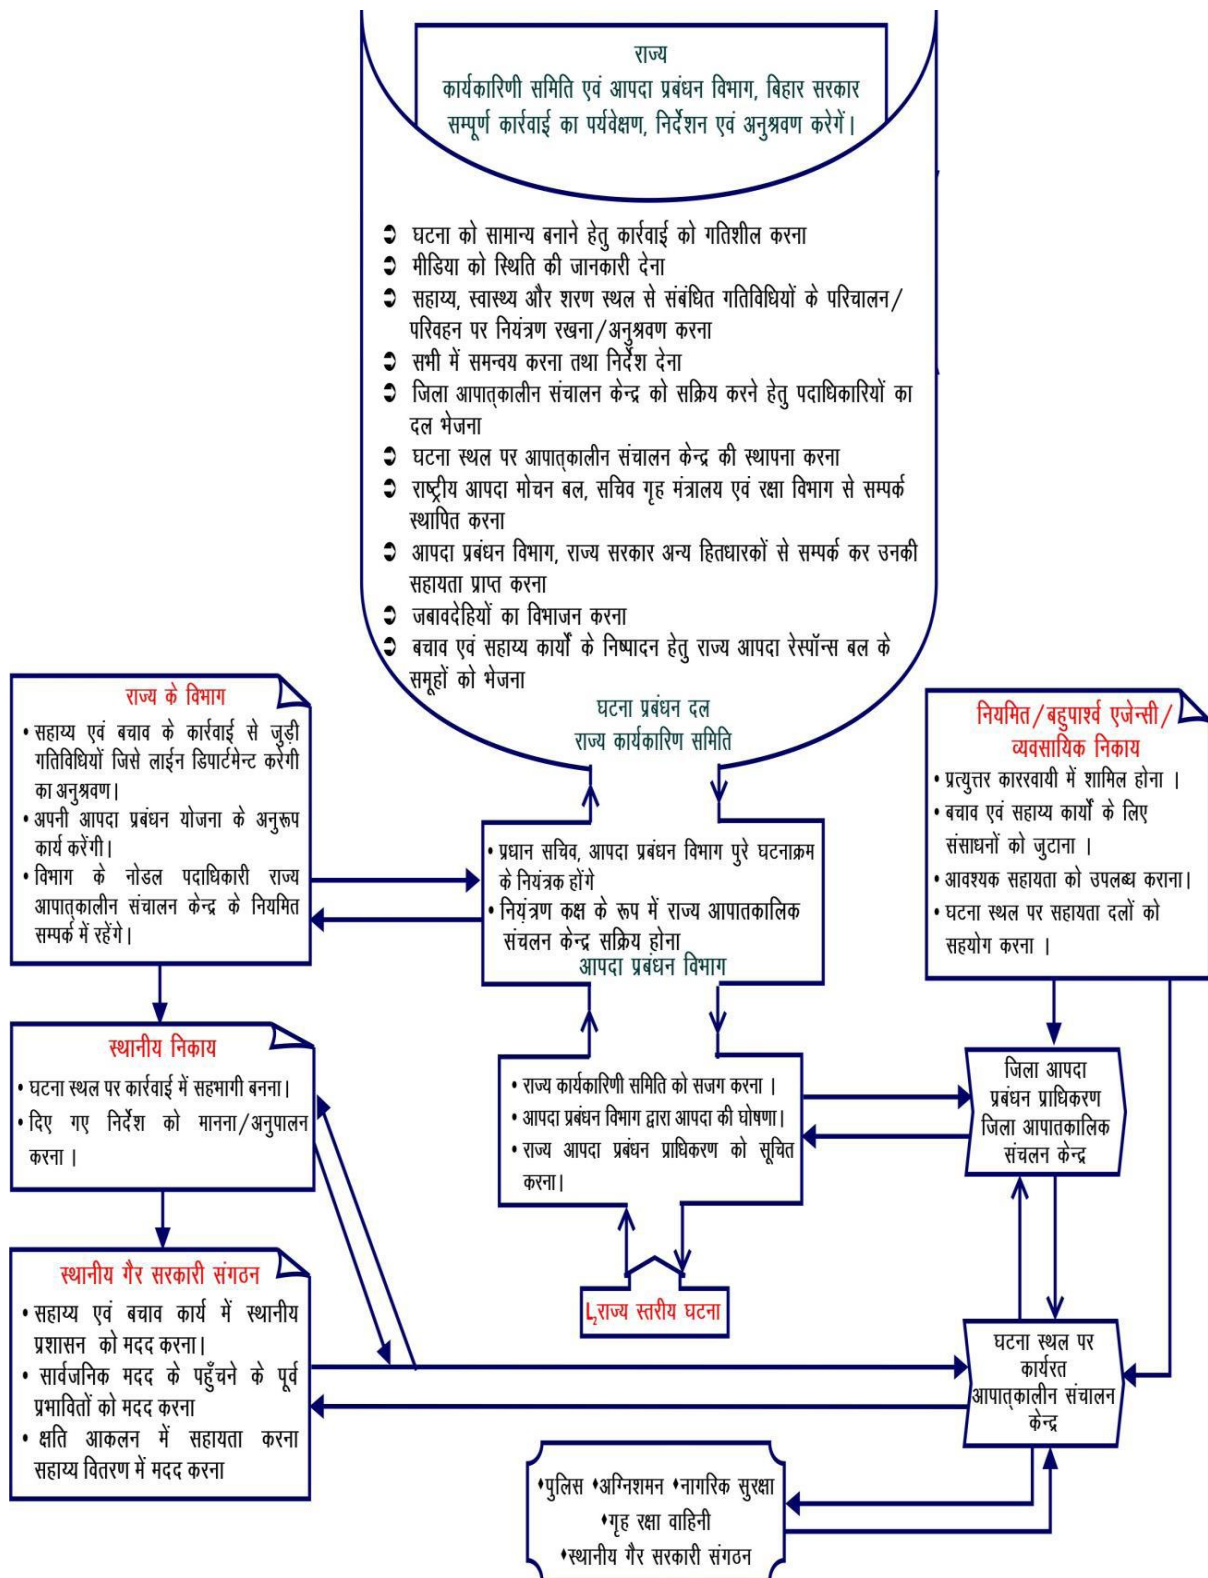 राज्य
कार्यकारिणी समिति एवं आपदा प्रबंधन विभाग, बिहार सरकार
सम्पूर्ण कार्रवाई का पर्यवेक्षण, निर्देशन एवं अनुश्रवण करेगें।
➲ घटना को सामान्य बनाने हेतु कार्रवाई को गतिशील करना
➲ मीडिया को स्थिति की जानकारी देना
➲ सहाय्य, स्वास्थ्य और शरण स्थल से संबंधित गतिविधियों के परिचालन/
परिवहन पर नियंत्रण रखना/अनुश्रवण करना
➲ सभी में समन्वय करना तथा निर्देश देना
➲ जिला आपात्कालीन संचालन केन्द्र को सक्रिय करने हेतु पदाधिकारियों का
दल भेजना
➲ घटना स्थल पर आपात्कालीन संचालन केन्द्र की स्थापना करना
➲ राष्ट्रीय आपदा मोचन बल, सचिव गृह मंत्रालय एवं रक्षा विभाग से सम्पर्क
स्थापित करना
➲ आपदा प्रबंधन विभाग, राज्य सरकार अन्य हितधारकों से सम्पर्क कर उनकी
सहायता प्राप्त करना
➲ जबावदेहियों का विभाजन करना
➲ बचाव एवं सहाय्य कार्यों के निष्पादन हेतु राज्य आपदा रेस्पॉन्स बल के
समूहों को भेजना
घटना प्रबंधन दल
राज्य कार्यकारिण समिति
राज्य के विभाग
• सहाय्य एवं बचाव के कार्रवाई से जुड़ी
गतिविधियों जिसे लाईन डिपार्टमेन्ट करेगी
का अनुश्रवण।
• अपनी आपदा प्रबंधन योजना के अनुरूप
कार्य करेंगी।
• विभाग के नोडल पदाधिकारी राज्य
आपात्कालीन संचालन केन्द्र के नियमित
सम्पर्क में रहेंगे।
• प्रधान सचिव, आपदा प्रबंधन विभाग पुरे घटनाक्रम
के नियंत्रक होंगे
• नियंत्रण कक्ष के रूप में राज्य आपातकालिक
संचलन केन्द्र सक्रिय होना
आपदा प्रबंधन विभाग
नियमित/बहुपार्श्व एजेन्सी/
व्यवसायिक निकाय
• प्रत्युत्तर काररवायी में शामिल होना ।
• बचाव एवं सहाय्य कार्यों के लिए
संसाधनों को जुटाना ।
• आवश्यक सहायता को उपलब्ध कराना।
• घटना स्थल पर सहायता दलों को
सहयोग करना ।
स्थानीय निकाय
• घटना स्थल पर कार्रवाई में सहभागी बनना।
• दिए गए निर्देश को मानना/अनुपालन
करना ।
• राज्य कार्यकारिणी समिति को सजग करना ।
• आपदा प्रबंधन विभाग द्वारा आपदा की घोषणा।
• राज्य आपदा प्रबंधन प्राधिकरण को सूचित
करना।
जिला आपदा
प्रबंधन प्राधिकरण
जिला आपातकालिक
संचलन केन्द्र
स्थानीय गैर सरकारी संगठन
• सहाय्य एवं बचाव कार्य में स्थानीय
प्रशासन को मदद करना।
• सार्वजनिक मदद के पहुँचने के पूर्व
प्रभावितों को मदद करना
• क्षति आकलन में सहायता करना
सहाय्य वितरण में मदद करना
L₂राज्य स्तरीय घटना
घटना स्थल पर
कार्यरत
आपात्कालीन संचालन
केन्द्र
♦पुलिस ♦अग्निशमन ♦नागरिक सुरक्षा
♦गृह रक्षा वाहिनी
♦स्थानीय गैर सरकारी संगठन